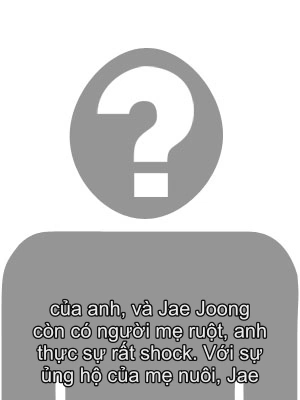 của anh, và Jae Joong
còn có người mẹ ruột, anh
thực sự rất shock. Với sự
ủng hộ của mẹ nuôi, Jae